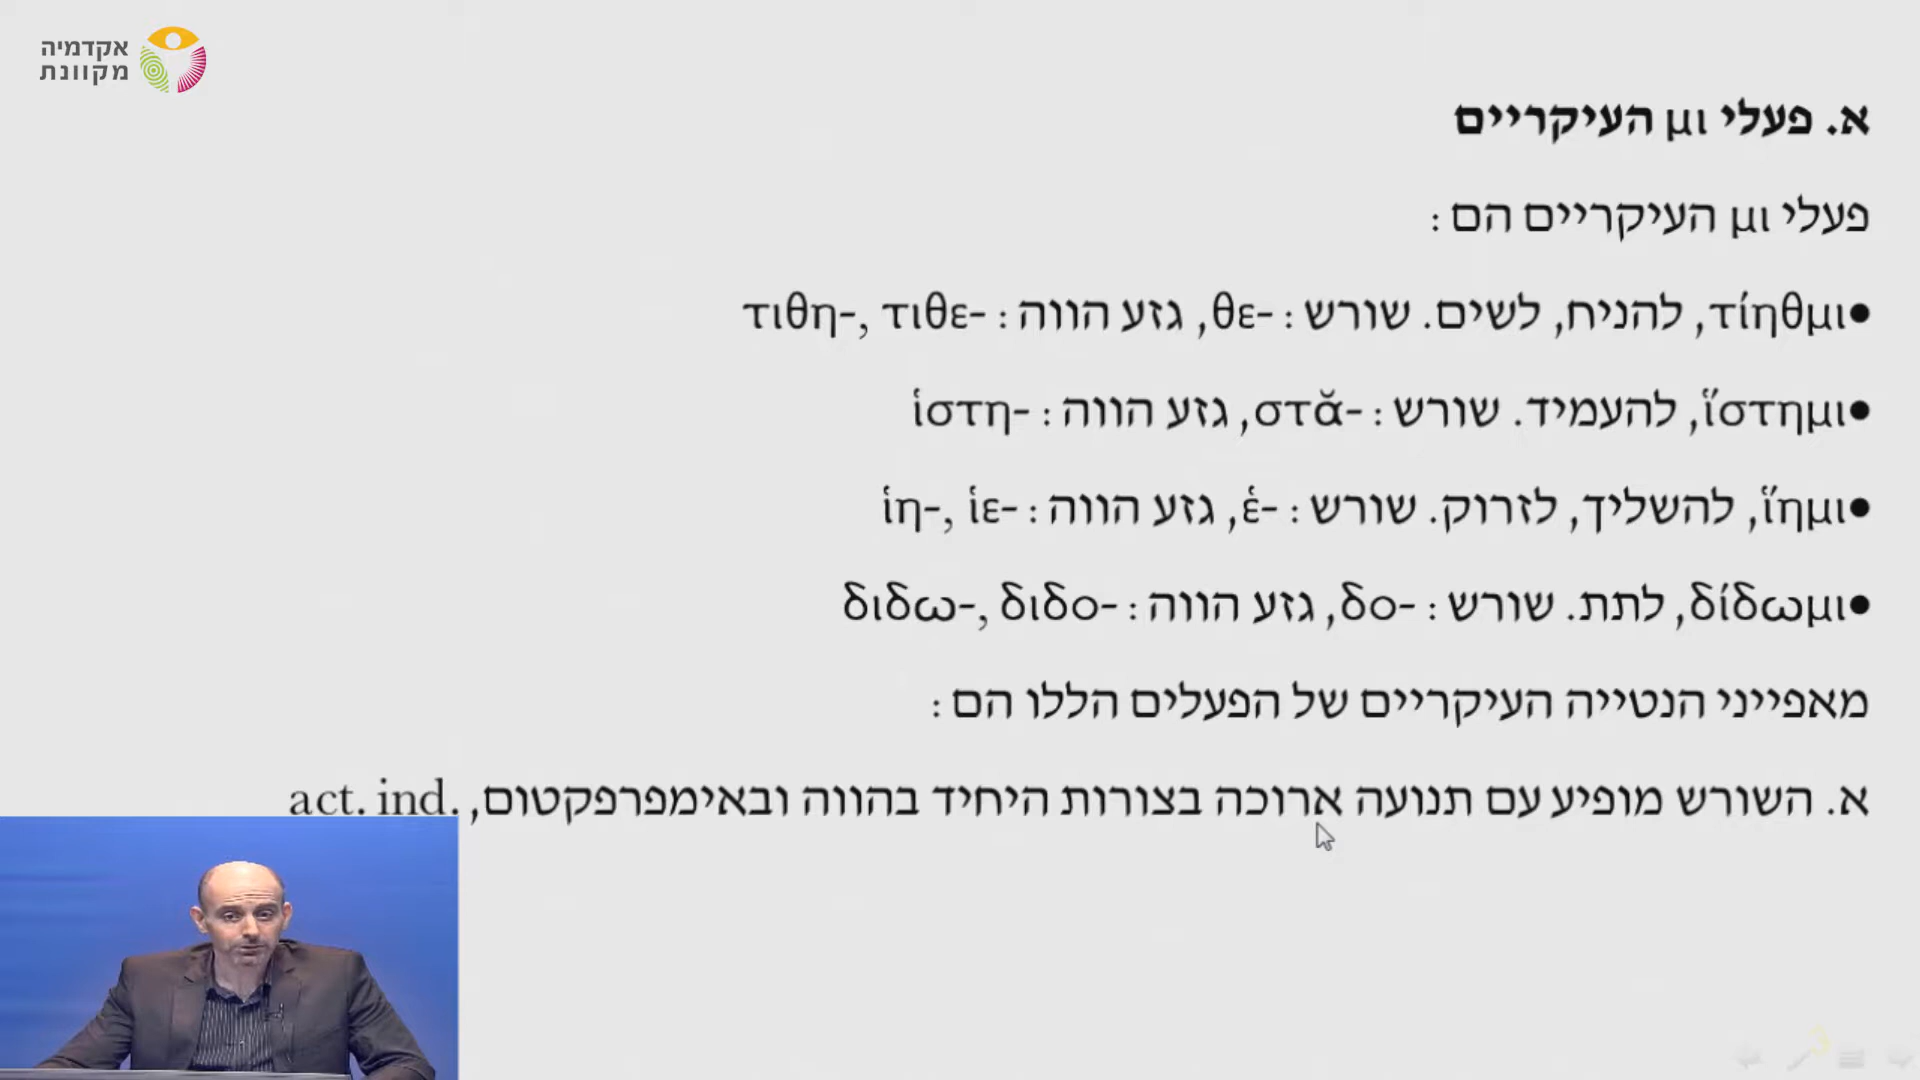 אקדמיה
מקוונת
א. פעלי μι העיקריים
פעלי μι העיקריים הם :
•τίηθμι, להניח, לשים. שורש : -θε, גזע הווה : -τιθη-, τιθε
•ἵστημι, להעמיד. שורש : -στᾰ, גזע הווה : -ἱστη
•ἵημι, להשליך, לזרוק. שורש : -ἑ, גזע הווה : -ἱη-, ἱε
•δίδωμι, לתת. שורש : -δο, גזע הווה : -διδω-, διδο
מאפייני הנטייה העיקריים של הפעלים הללו הם :
א. השורש מופיע עם תנועה ארוכה בצורות היחיד בהווה ובאימפרפקטום, act. ind.